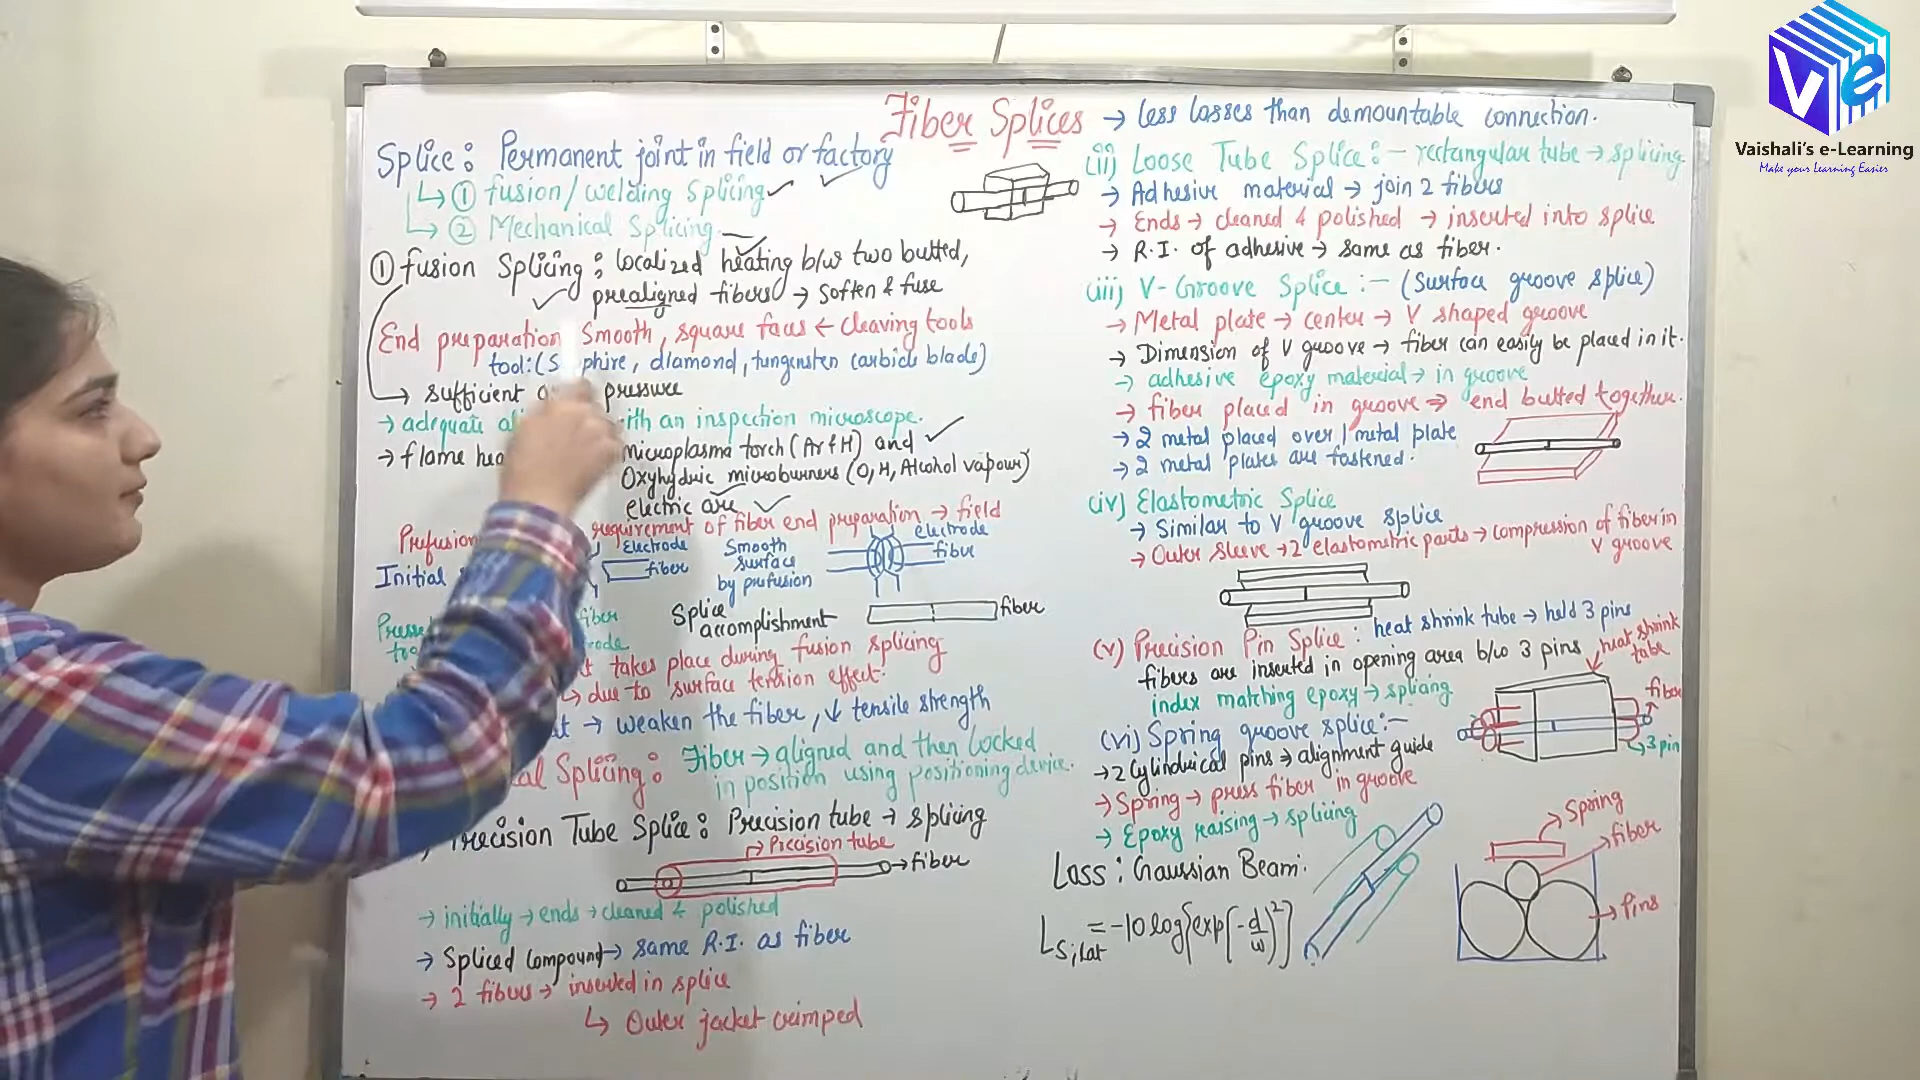 Fiber Splices → less losses than demountable connection.
Splice: Permanent joint in field or factory
↳ ① fusion/welding splicing ✓ ✓
↳ ② Mechanical Splicing
① fusion Splicing: localized heating b/w two butted,
prealigned fibers → soften & fuse
End preparation Smooth, square faces ← cleaving tools
tool: (S phire, diamond, tungensten carbide blade)
→ sufficient pressure
→ adequate with an inspection microscope.
→ flame microplasma torch (Ar & H) and ✓
Oxyhydric microburners (O, H, Alcohol vapour)
electric arc ✓
requirement of fiber end preparation → field
Prefusion
Initial
Electrode
fiber
Smooth
surface
by prefusion
electrode
fiber
fiber
Splice
accomplishment
fiber
takes place during fusion splicing
↳ due to surface tension effect.
→ weaken the fiber, ↓ tensile strength
Splicing: Fiber → aligned and then locked
in position using positioning device.
Precision Tube Splice: Precision tube → splicing
→ Picasion tube
→ fiber
→ initially → ends → cleaned & polished
→ Spliced compound → same R.I. as fiber
→ 2 fibers → inserted in splice
↳ Outer jacket crimped
(ii) Loose Tube Splice: - rectangular tube → splicing
→ Adhesive material → join 2 fibers
→ Ends → cleaned & polished → inserted into splice
→ R.I. of adhesive → same as fiber.
(iii) V-Groove Splice :- (Surface groove splice)
→ Metal plate → center → V shaped groove
→ Dimension of V groove → fiber can easily be placed in it.
→ adhesive epoxy material → in groove
→ fiber placed in groove ⇒ end butted together.
→ 2 metal placed over 1 metal plate
→ 2 metal plates are fastened.
(iv) Elastometric Splice
→ Similar to V groove splice
→ Outer sleeve → 2 elastometric parts → compression of fiber in
V groove
(v) Precision Pin Splice: heat shrink tube → held 3 pins
fibers are inserted in opening area b/w 3 pins
index matching epoxy → splicing
heat shrink
tube
fiber
→ 3 pin
(vi) Spring groove splice :-
→ 2 Cylindrical pins → alignment guide
→ Spring → press fiber in groove
→ Epoxy raising → splicing
Spring
→ fiber
→ Pins
Loss: Gaussian Beam.
L s;lat = -10 log{exp(-d/ω)²}
Ve
Vaishali's e-Learning
Make your Learning Easier